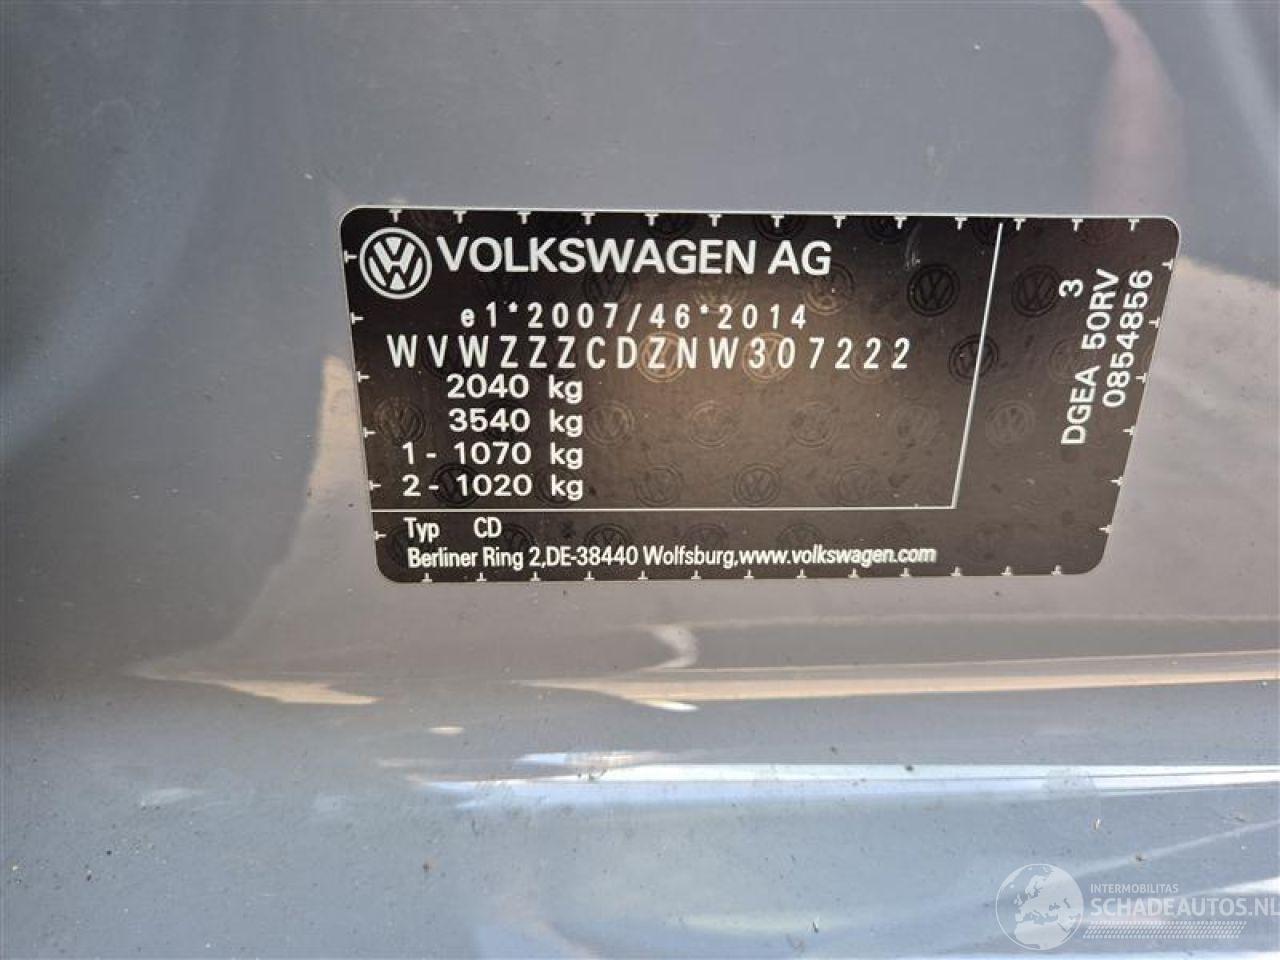 VOLKSWAGEN AG
e1*2007/46*2014
WVWZZZCDZNW307222
2040 kg
3540 kg
1 - 1070 kg
2 - 1020 kg
Typ CD
Berliner Ring 2,DE-38440 Wolfsburg,www.volkswagen.com
3
DGEA 50RV
0854856
INTERMOBILITAS
SCHADEAUTOS.NL